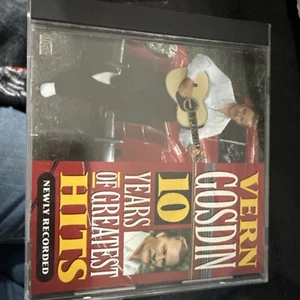 VERN
GOSDIN
10
YEARS
OF GREATEST
HITS
NEWLY RECORDED